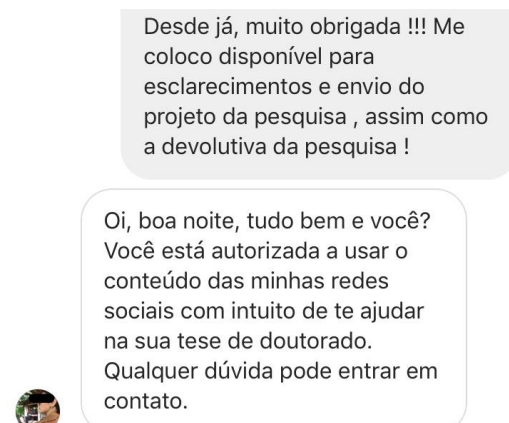 Desde já, muito obrigada !!! Me
coloco disponível para
esclarecimentos e envio do
projeto da pesquisa , assim como
a devolutiva da pesquisa !
Oi, boa noite, tudo bem e você?
Você está autorizada a usar o
conteúdo das minhas redes
sociais com intuito de te ajudar
na sua tese de doutorado.
Qualquer dúvida pode entrar em
contato.